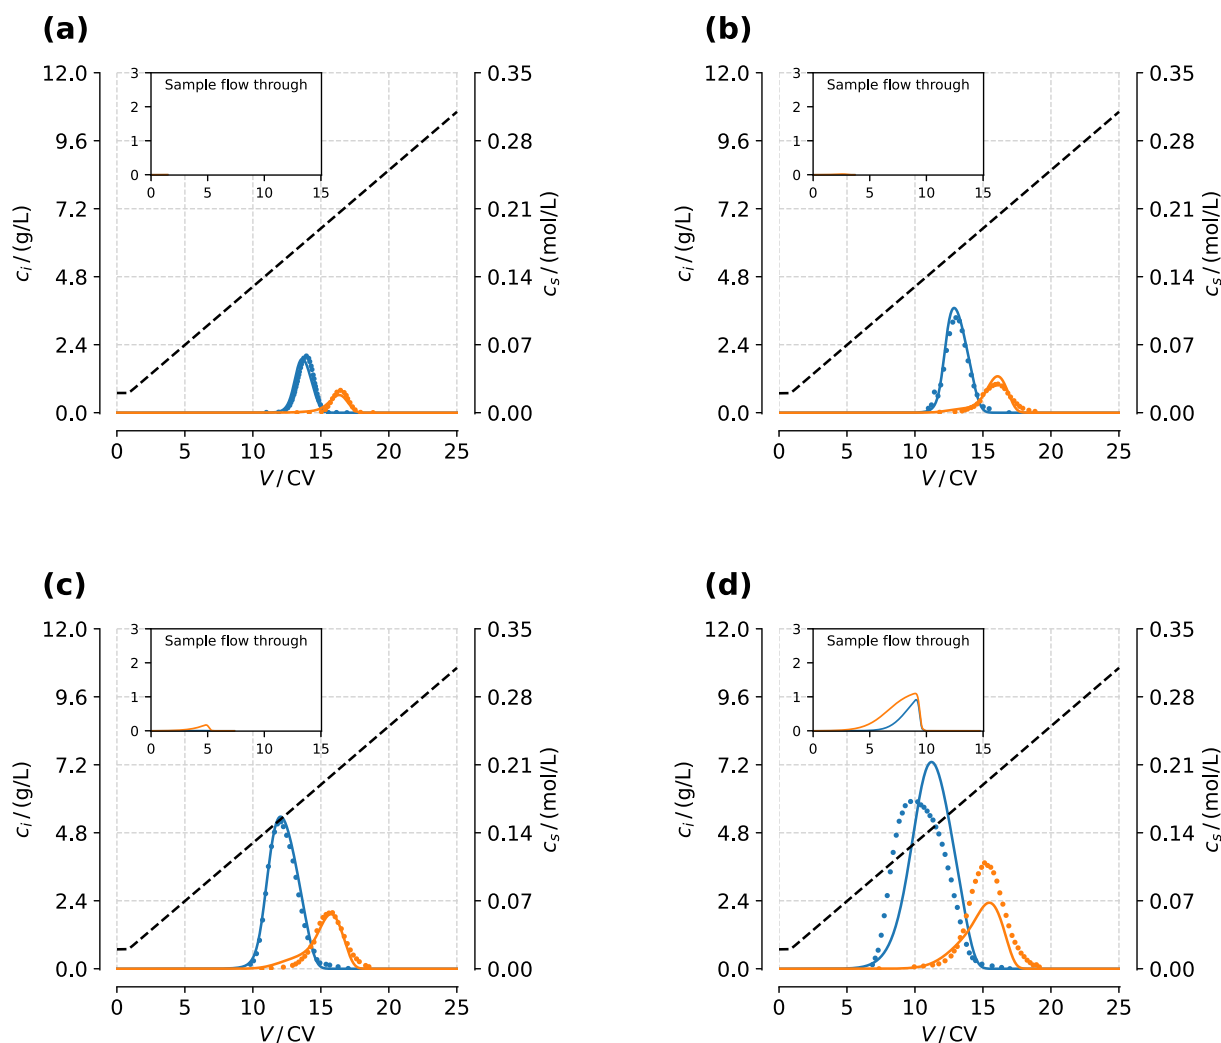 (a)
12.0
9.6
7.2
4.8
2.4
0.0
c_i / (g/L)
0.35
0.28
0.21
0.14
0.07
0.00
c_s / (mol/L)
0 5 10 15 20 25
V / CV
Sample flow through
3
2
1
0
0 5 10 15
(b)
12.0
9.6
7.2
4.8
2.4
0.0
c_i / (g/L)
0.35
0.28
0.21
0.14
0.07
0.00
c_s / (mol/L)
0 5 10 15 20 25
V / CV
Sample flow through
3
2
1
0
0 5 10 15
(c)
12.0
9.6
7.2
4.8
2.4
0.0
c_i / (g/L)
0.35
0.28
0.21
0.14
0.07
0.00
c_s / (mol/L)
0 5 10 15 20 25
V / CV
Sample flow through
3
2
1
0
0 5 10 15
(d)
12.0
9.6
7.2
4.8
2.4
0.0
c_i / (g/L)
0.35
0.28
0.21
0.14
0.07
0.00
c_s / (mol/L)
0 5 10 15 20 25
V / CV
Sample flow through
3
2
1
0
0 5 10 15